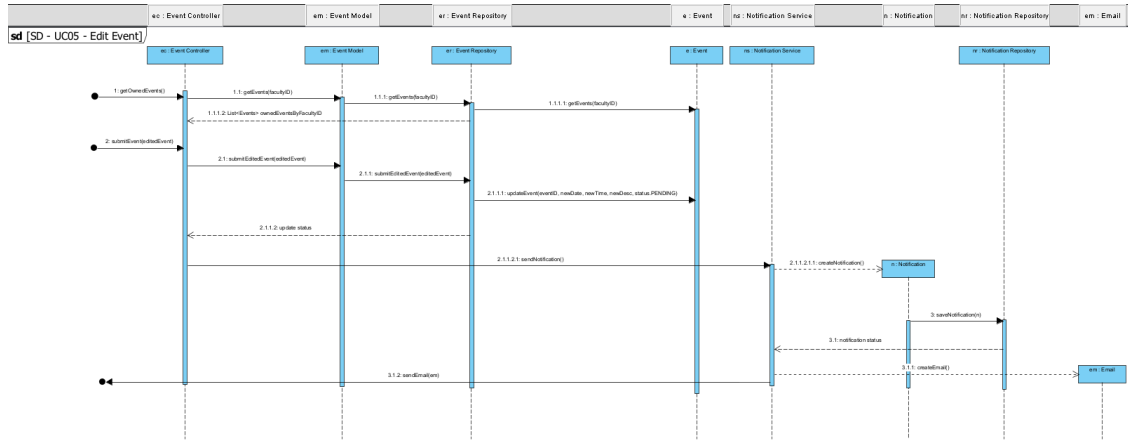 ec : Event Controller
em : Event Model
er : Event Repository
e : Event
ns : Notification Service
n : Notification
nr : Notification Repository
em : Email
sd [SD - UC05 - Edit Event]
ec : Event Controller
em : Event Model
er : Event Repository
e : Event
ns : Notification Service
nr : Notification Repository
1: getOwnedEvents()
1.1: getEvents(facultyID)
1.1.1: getEvents(facultyID)
1.1.1.1: getEvents(facultyID)
1.1.1.2: List<Events> ownedEventsByFacultyID
2: submitEvent(editedEvent)
2.1: submitEditedEvent(editedEvent)
2.1.1: submitEditedEvent(editedEvent)
2.1.1.1: updateEvent(eventID, newDate, newTime, newDesc, status.PENDING)
2.1.1.2: update status
2.1.1.2.1: sendNotification()
2.1.1.2.1.1: createNotification()
n : Notification
3: saveNotification(n)
3.1: notification status
3.1.1: createEmail()
em : Email
3.1.2: sendEmail(em)